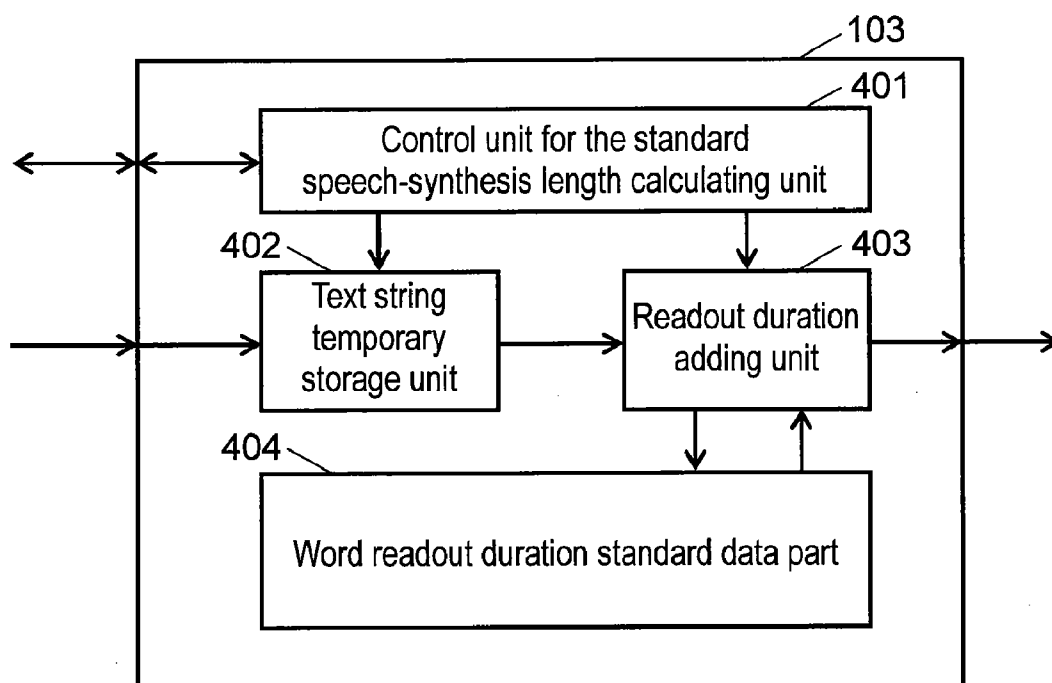 103
401
Control unit for the standard
speech-synthesis length calculating unit
402
403
Text string
temporary
storage unit
Readout duration
adding unit
404
Word readout duration standard data part